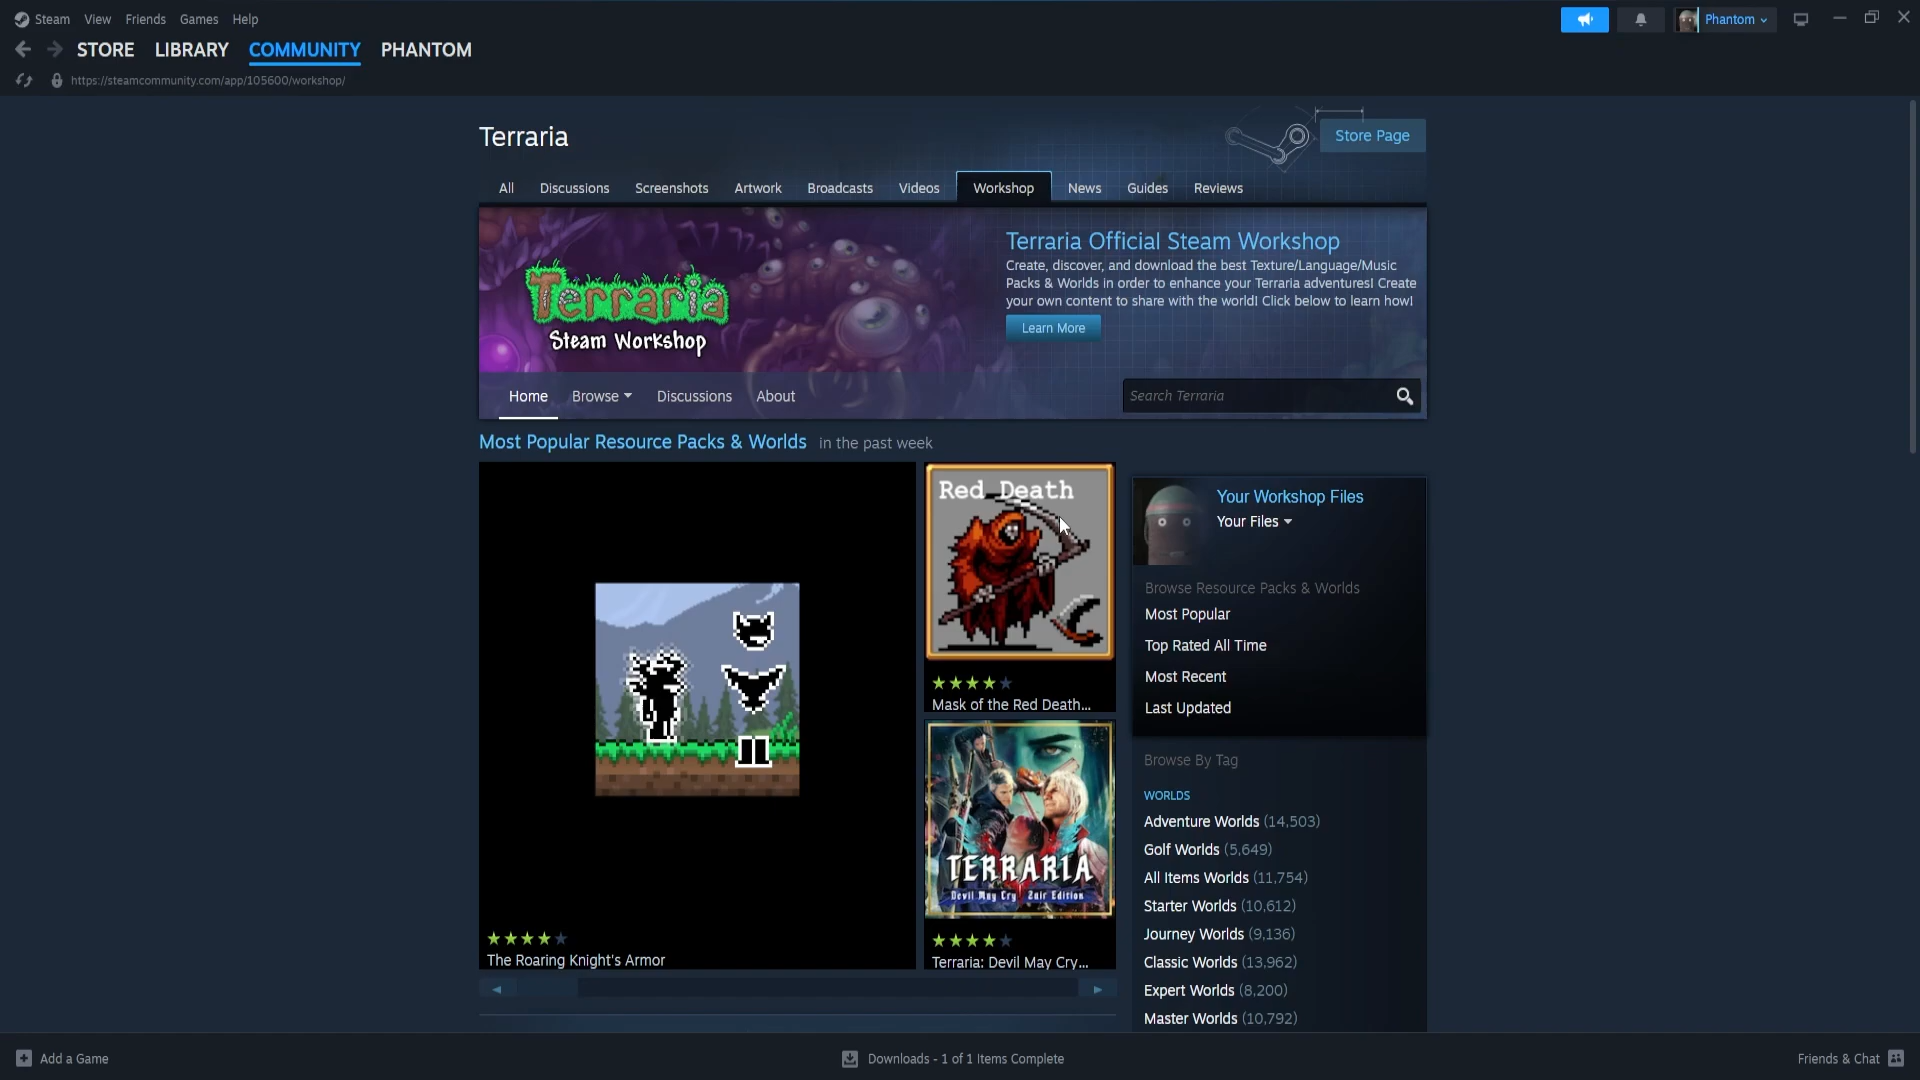 Steam View Friends Games Help
Phantom
STORE LIBRARY COMMUNITY PHANTOM
https://steamcommunity.com/app/105600/workshop/
Terraria
Store Page
All Discussions Screenshots Artwork Broadcasts Videos Workshop News Guides Reviews
Terraria
Steam Workshop
Terraria Official Steam Workshop
Create, discover, and download the best Texture/Language/Music
Packs & Worlds in order to enhance your Terraria adventures! Create
your own content to share with the world! Click below to learn how!
Learn More
Home Browse Discussions About
Search Terraria
Most Popular Resource Packs & Worlds in the past week
The Roaring Knight's Armor
Red Death
Mask of the Red Death...
TERRARIA
Devil May Cry 2air Edition
Terraria: Devil May Cry...
Your Workshop Files
Your Files
Browse Resource Packs & Worlds
Most Popular
Top Rated All Time
Most Recent
Last Updated
Browse By Tag
WORLDS
Adventure Worlds (14,503)
Golf Worlds (5,649)
All Items Worlds (11,754)
Starter Worlds (10,612)
Journey Worlds (9,136)
Classic Worlds (13,962)
Expert Worlds (8,200)
Master Worlds (10,792)
Add a Game
Downloads - 1 of 1 Items Complete
Friends & Chat